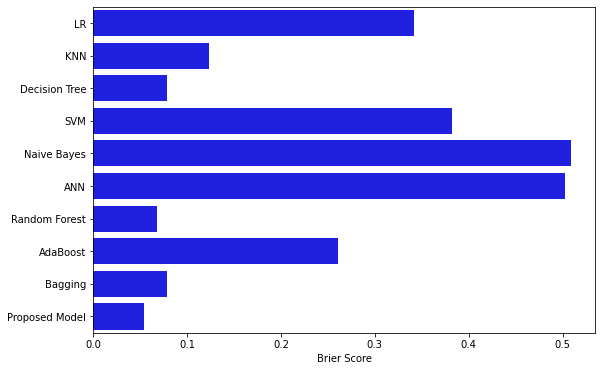 LR
KNN
Decision Tree
SVM
Naive Bayes
ANN
Random Forest
AdaBoost
Bagging
Proposed Model
0.0 0.1 0.2 0.3 0.4 0.5
Brier Score